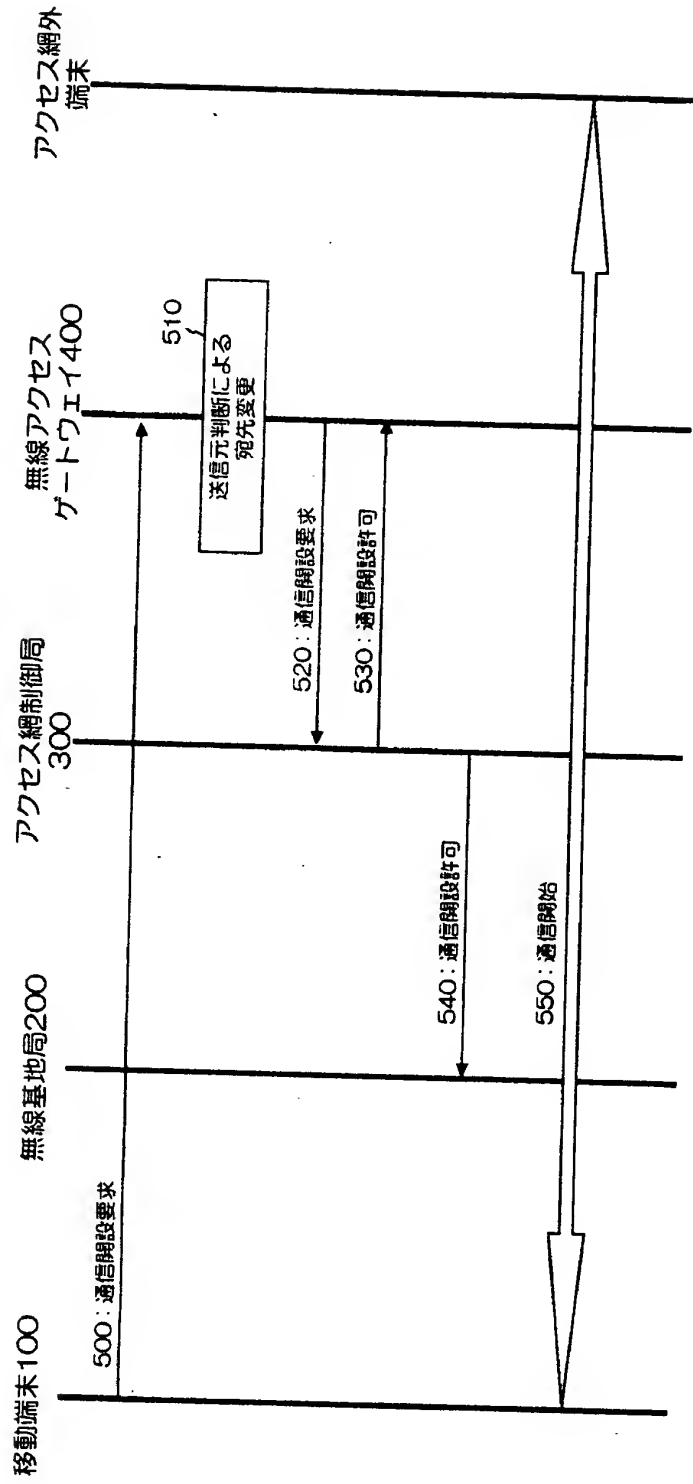 移動端末100
無線基地局200
アクセス網制御局
300
無線アクセス
ゲートウェイ400
アクセス網外
端末
500：通信開設要求
510
送信元判断による
宛先変更
520：通信開設要求
530：通信開設許可
540：通信開設許可
550：通信開始